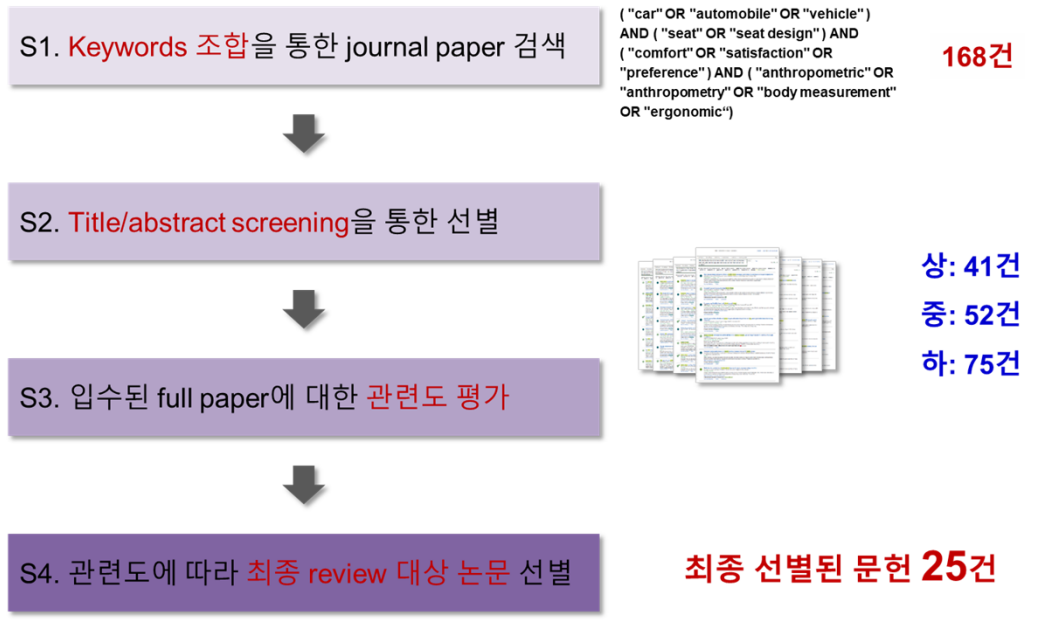 S1. Keywords 조합을 통한 journal paper 검색
( "car" OR "automobile" OR "vehicle" )
AND ( "seat" OR "seat design" ) AND
( "comfort" OR "satisfaction" OR
"preference" ) AND ( "anthropometric" OR
"anthropometry" OR "body measurement"
OR "ergonomic“)
168건
S2. Title/abstract screening을 통한 선별
상: 41건
중: 52건
하: 75건
S3. 입수된 full paper에 대한 관련도 평가
S4. 관련도에 따라 최종 review 대상 논문 선별
최종 선별된 문헌 25건